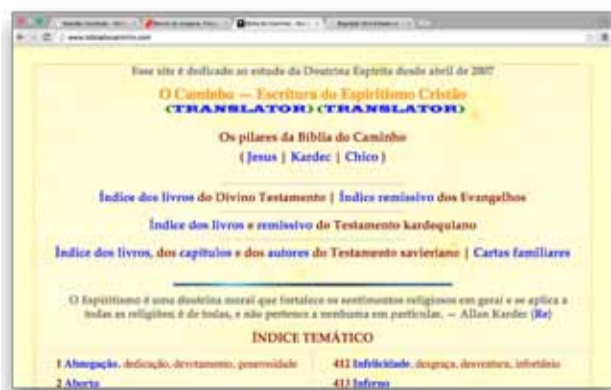 www.bibliadocaminho.com
Esse site é dedicado ao estudo da Doutrina Espírita desde abril de 2007
O Caminho — Escritura do Espiritismo Cristão
(TRANSLATOR) (TRANSLATOR)
Os pilares da Bíblia do Caminho
( Jesus | Kardec | Chico )
Índice dos livros do Divino Testamento | Índice remissivo dos Evangelhos
Índice dos livros e remissivo do Testamento kardequiano
Índice dos livros, dos capítulos e dos autores do Testamento xavieriano | Cartas familiares
O Espiritismo é uma doutrina moral que fortalece os sentimentos religiosos em geral e se aplica a
todas as religiões; é de todas, e não pertence a nenhuma em particular. — Allan Kardec (Re)
ÍNDICE TEMÁTICO
1 Abnegação, dedicação, devotamento, generosidade
412 Infelicidade, desgraça, desventura, infortúnio
2 Aborto
413 Inferno